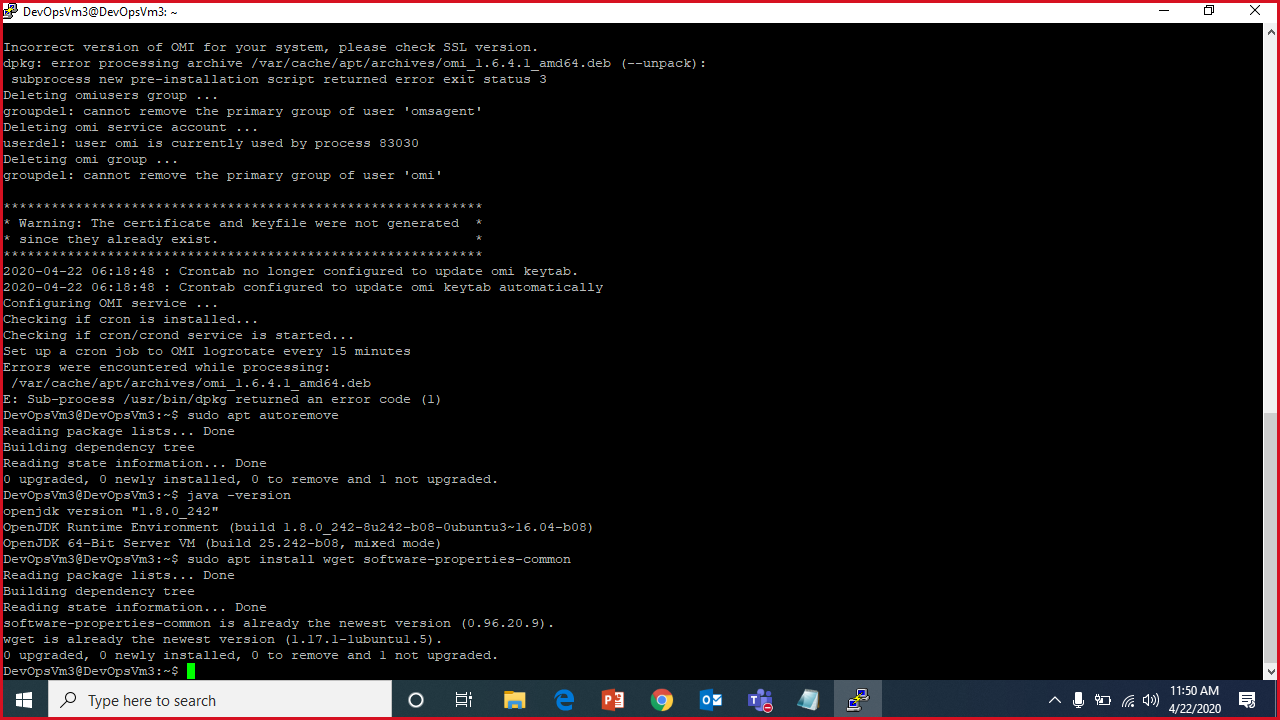 DevOpsVm3@DevOpsVm3: ~
Incorrect version of OMI for your system, please check SSL version.
dpkg: error processing archive /var/cache/apt/archives/omi_1.6.4.1_amd64.deb (--unpack):
 subprocess new pre-installation script returned error exit status 3
Deleting omiusers group ...
groupdel: cannot remove the primary group of user 'omsagent'
Deleting omi service account ...
userdel: user omi is currently used by process 83030
Deleting omi group ...
groupdel: cannot remove the primary group of user 'omi'
************************************************************
* Warning: The certificate and keyfile were not generated  *
* since they already exist.                                *
************************************************************
2020-04-22 06:18:48 : Crontab no longer configured to update omi keytab.
2020-04-22 06:18:48 : Crontab configured to update omi keytab automatically
Configuring OMI service ...
Checking if cron is installed...
Checking if cron/crond service is started...
Set up a cron job to OMI logrotate every 15 minutes
Errors were encountered while processing:
 /var/cache/apt/archives/omi_1.6.4.1_amd64.deb
E: Sub-process /usr/bin/dpkg returned an error code (1)
DevOpsVm3@DevOpsVm3:~$ sudo apt autoremove
Reading package lists... Done
Building dependency tree
Reading state information... Done
0 upgraded, 0 newly installed, 0 to remove and 1 not upgraded.
DevOpsVm3@DevOpsVm3:~$ java -version
openjdk version "1.8.0_242"
OpenJDK Runtime Environment (build 1.8.0_242-8u242-b08-0ubuntu3~16.04-b08)
OpenJDK 64-Bit Server VM (build 25.242-b08, mixed mode)
DevOpsVm3@DevOpsVm3:~$ sudo apt install wget software-properties-common
Reading package lists... Done
Building dependency tree
Reading state information... Done
software-properties-common is already the newest version (0.96.20.9).
wget is already the newest version (1.17.1-1ubuntu1.5).
0 upgraded, 0 newly installed, 0 to remove and 1 not upgraded.
DevOpsVm3@DevOpsVm3:~$
Type here to search
11:50 AM
4/22/2020